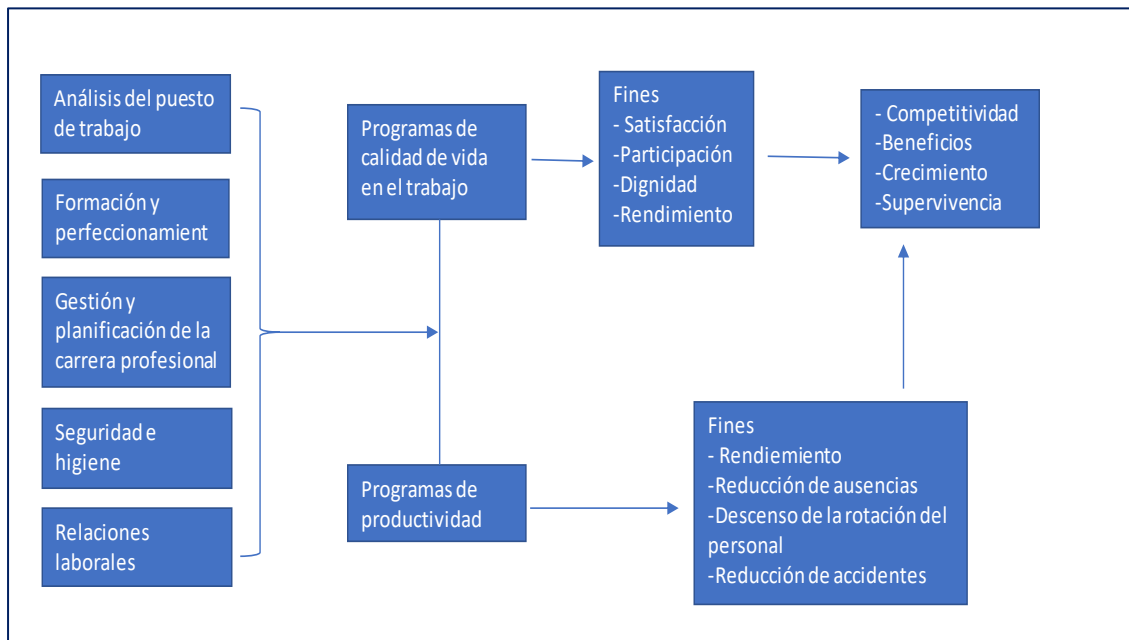 Análisis del puesto
de trabajo
Formación y
perfeccionamient
Gestión y
planificación de la
carrera profesional
Seguridad e
higiene
Relaciones
laborales
Programas de
calidad de vida
en el trabajo
Programas de
productividad
Fines
- Satisfacción
-Participación
-Dignidad
-Rendimiento
Fines
- Rendiemiento
-Reducción de ausencias
-Descenso de la rotación del
personal
-Reducción de accidentes
- Competitividad
-Beneficios
-Crecimiento
-Supervivencia